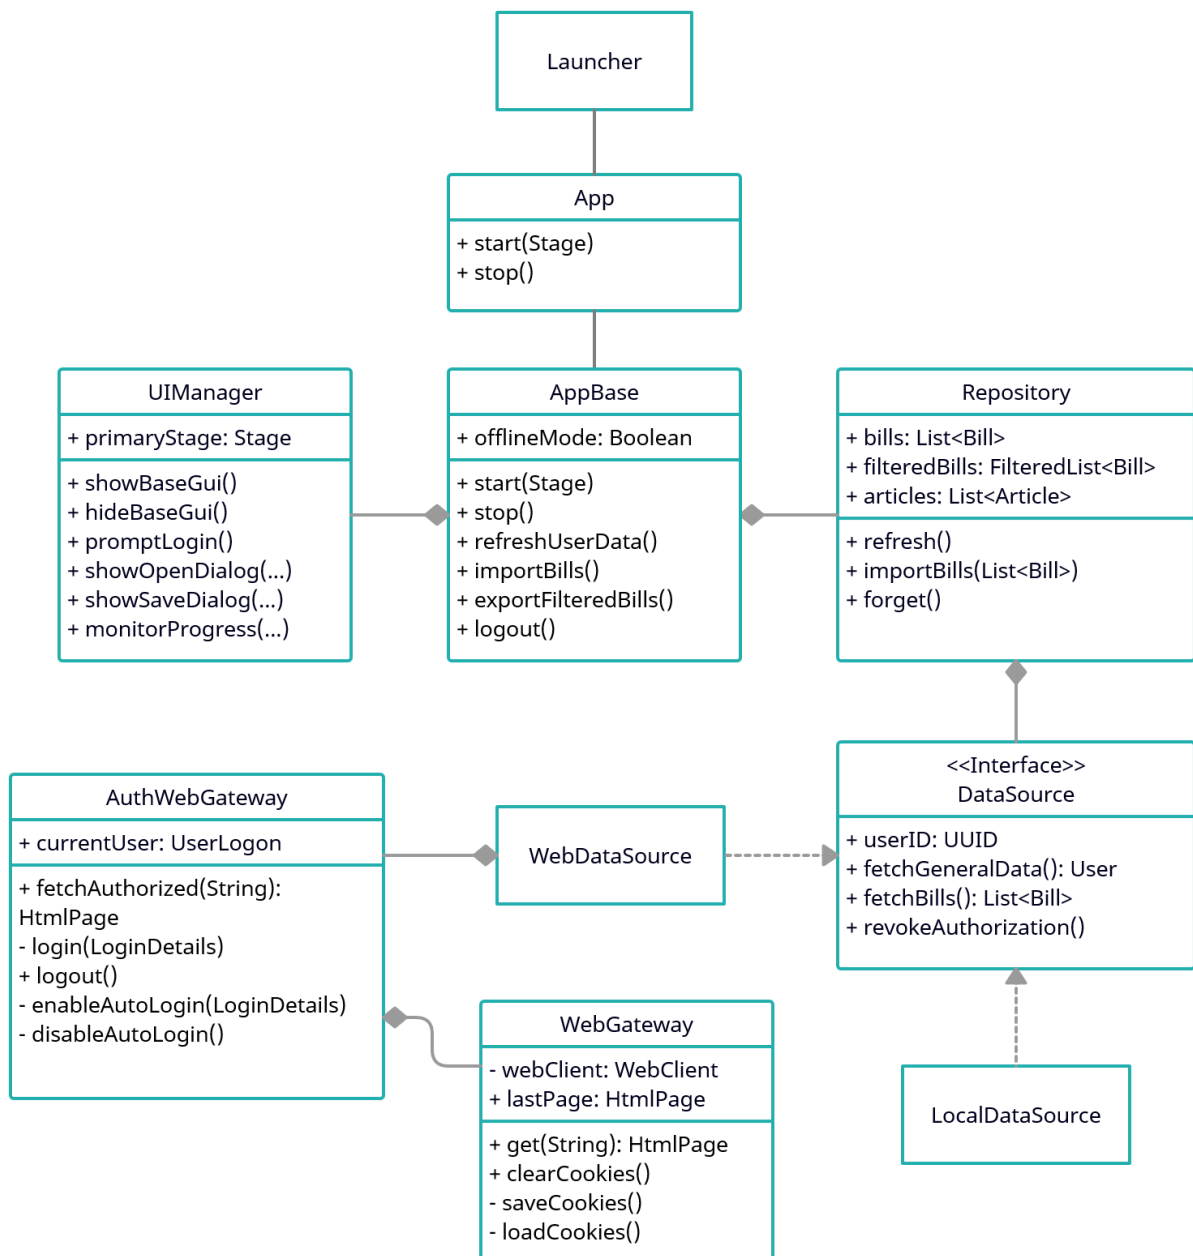 Launcher
App
+ start(Stage)
+ stop()
UIManager
+ primaryStage: Stage
+ showBaseGui()
+ hideBaseGui()
+ promptLogin()
+ showOpenDialog(...)
+ showSaveDialog(...)
+ monitorProgress(...)
AppBase
+ offlineMode: Boolean
+ start(Stage)
+ stop()
+ refreshUserData()
+ importBills()
+ exportFilteredBills()
+ logout()
Repository
+ bills: List<Bill>
+ filteredBills: FilteredList<Bill>
+ articles: List<Article>
+ refresh()
+ importBills(List<Bill>)
+ forget()
AuthWebGateway
+ currentUser: UserLogon
+ fetchAuthorized(String):
HtmlPage
- login(LoginDetails)
+ logout()
- enableAutoLogin(LoginDetails)
- disableAutoLogin()
WebDataSource
<<Interface>>
DataSource
+ userID: UUID
+ fetchGeneralData(): User
+ fetchBills(): List<Bill>
+ revokeAuthorization()
WebGateway
- webClient: WebClient
+ lastPage: HtmlPage
+ get(String): HtmlPage
+ clearCookies()
- saveCookies()
- loadCookies()
LocalDataSource